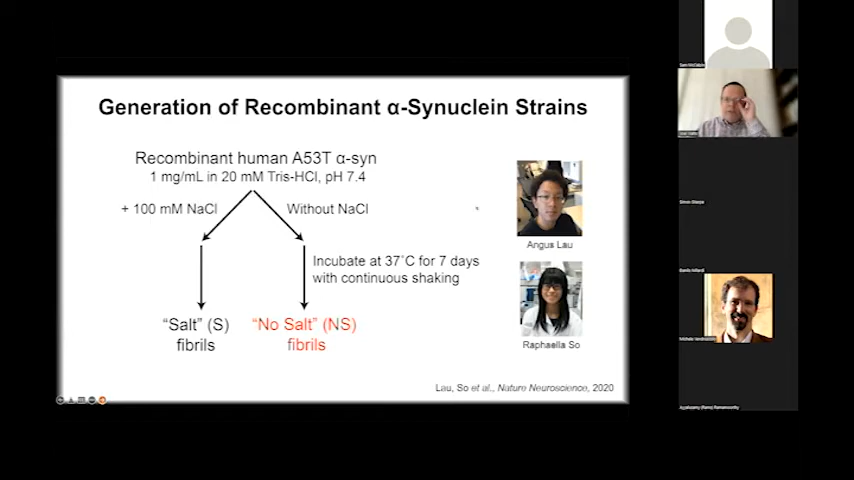 Generation of Recombinant α-Synuclein Strains
Recombinant human A53T α-syn
1 mg/mL in 20 mM Tris-HCl, pH 7.4
+ 100 mM NaCl
Without NaCl
Incubate at 37˚C for 7 days
with continuous shaking
“Salt” (S)
fibrils
“No Salt” (NS)
fibrils
Angus Lau
Raphaella So
Lau, So et al., Nature Neuroscience, 2020